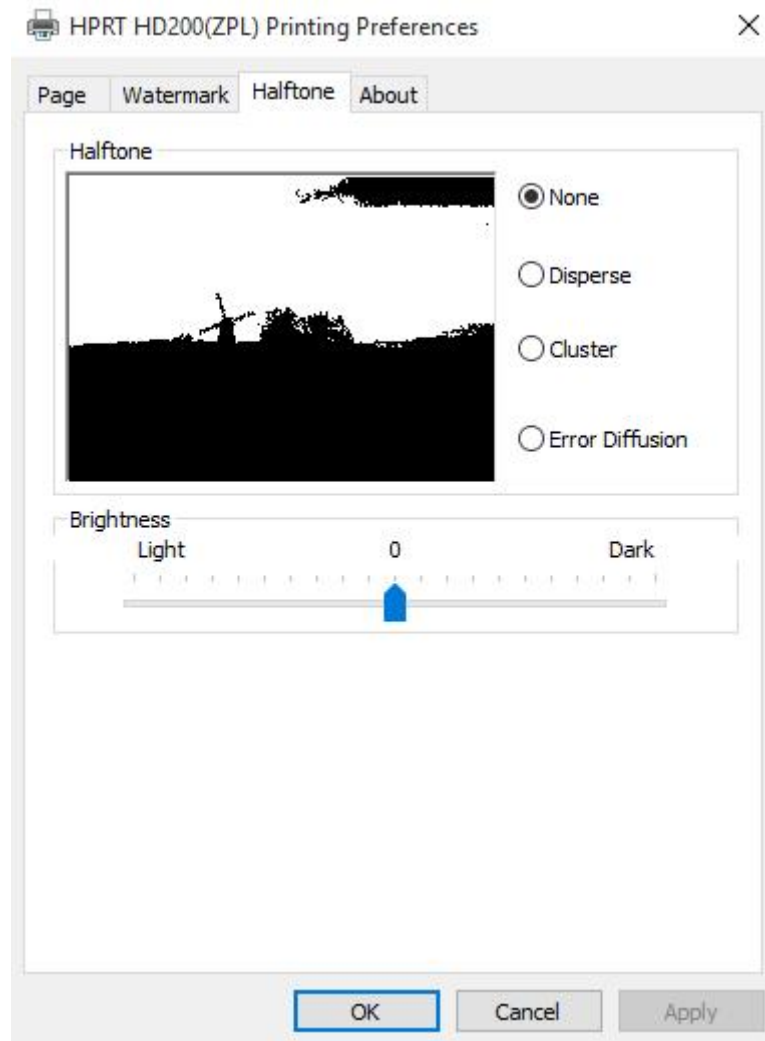 HPRT HD200(ZPL) Printing Preferences
Page Watermark Halftone About
Halftone
None
Disperse
Cluster
Error Diffusion
Brightness
Light 0 Dark
OK Cancel Apply